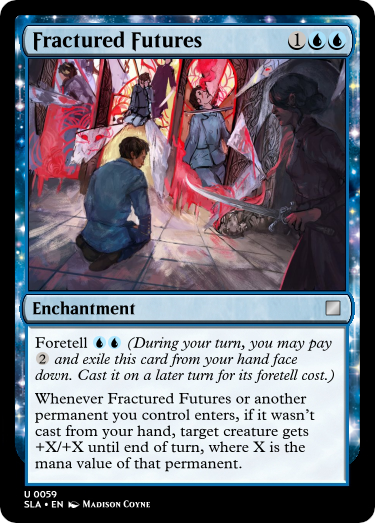 Fractured Futures 1
Enchantment
Foretell (During your turn, you may pay
2 and exile this card from your hand face
down. Cast it on a later turn for its foretell cost.)
Whenever Fractured Futures or another
permanent you control enters, if it wasn't
cast from your hand, target creature gets
+X/+X until end of turn, where X is the
mana value of that permanent.
U 0059
SLA • EN Madison Coyne